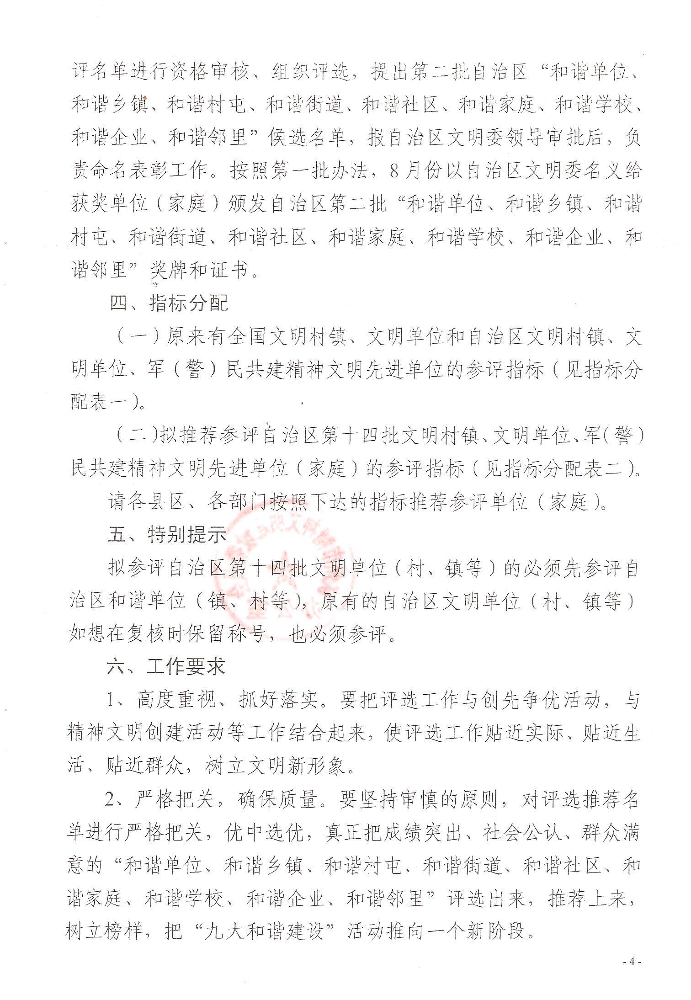 评名单进行资格审核、组织评选，提出第二批自治区“和谐单位、
和谐乡镇、和谐村屯、和谐街道、和谐社区、和谐家庭、和谐学校、
和谐企业、和谐邻里”候选名单，报自治区文明委领导审批后，负
责命名表彰工作。按照第一批办法，8月份以自治区文明委名义给
获奖单位（家庭）颁发自治区第二批“和谐单位、和谐乡镇、和谐
村屯、和谐街道、和谐社区、和谐家庭、和谐学校、和谐企业、和
谐邻里”奖牌和证书。
四、指标分配
（一）原来有全国文明村镇、文明单位和自治区文明村镇、文
明单位、军（警）民共建精神文明先进单位的参评指标（见指标分
配表一）。
（二）拟推荐参评自治区第十四批文明村镇、文明单位、军（警）
民共建精神文明先进单位（家庭）的参评指标（见指标分配表二）。
请各县区、各部门按照下达的指标推荐参评单位（家庭）。
五、特别提示
拟参评自治区第十四批文明单位（村、镇等）的必须先参评自
治区和谐单位（镇、村等），原有的自治区文明单位（村、镇等）
如想在复核时保留称号，也必须参评。
六、工作要求
1、高度重视、抓好落实。要把评选工作与创先争优活动，与
精神文明创建活动等工作结合起来，使评选工作贴近实际、贴近生
活、贴近群众，树立文明新形象。
2、严格把关，确保质量。要坚持审慎的原则，对评选推荐名
单进行严格把关，优中选优，真正把成绩突出、社会公认、群众满
意的“和谐单位、和谐乡镇、和谐村屯、和谐街道、和谐社区、和
谐家庭、和谐学校、和谐企业、和谐邻里”评选出来，推荐上来，
树立榜样，把“九大和谐建设”活动推向一个新阶段。
- 4 -